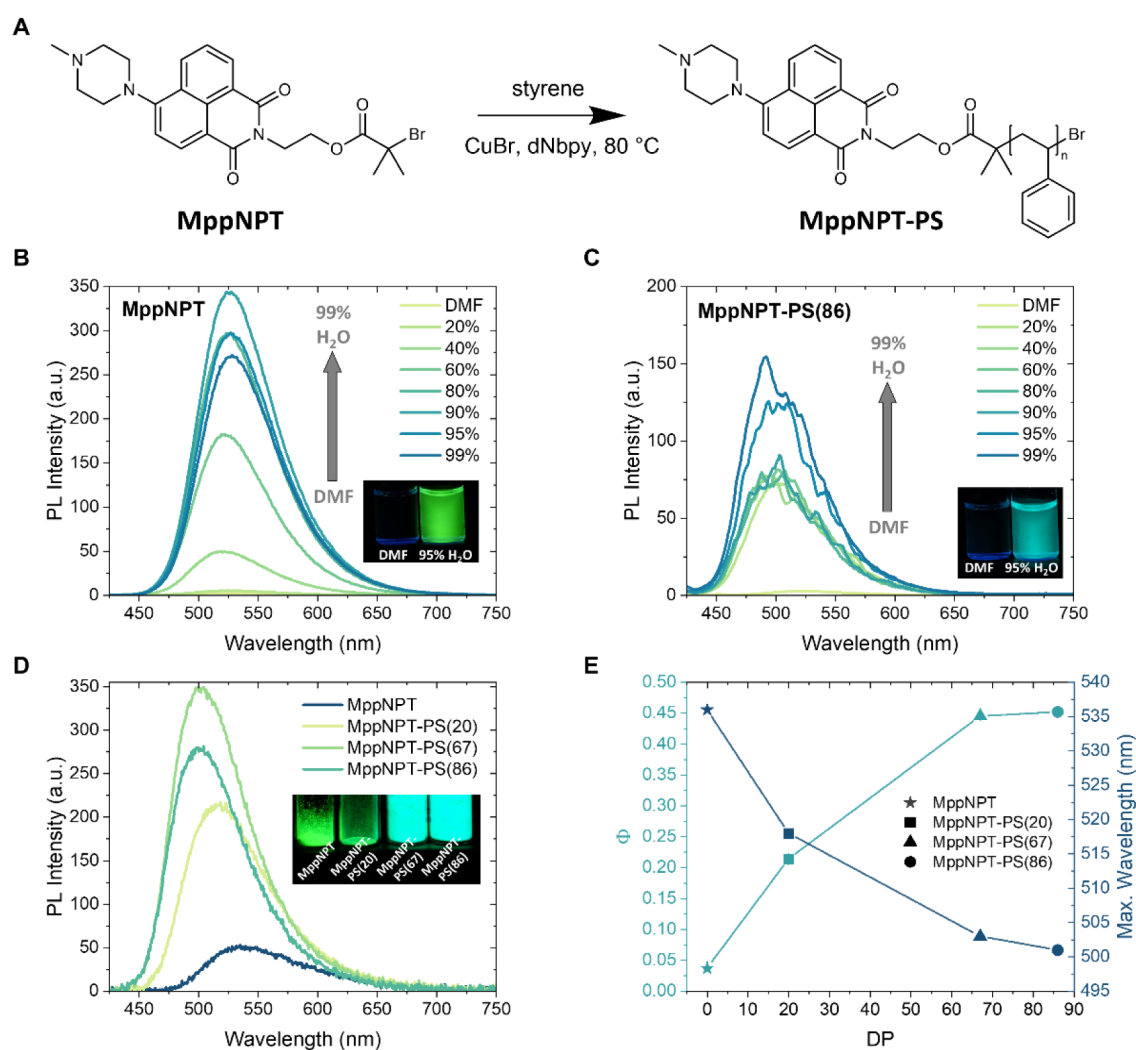 A
N
N
N
O
O
O
O
Br
styrene
CuBr, dNbpy, 80 °C
N
N
N
O
O
O
O
n
Br
MppNPT
MppNPT-PS
B
MppNPT
99%
H₂O
DMF
DMF
20%
40%
60%
80%
90%
95%
99%
DMF 95% H₂O
350
300
250
200
150
100
50
0
PL Intensity (a.u.)
450 500 550 600 650 700 750
Wavelength (nm)
C
MppNPT-PS(86)
99%
H₂O
DMF
DMF
20%
40%
60%
80%
90%
95%
99%
DMF 95% H₂O
200
150
100
50
0
PL Intensity (a.u.)
450 500 550 600 650 700 750
Wavelength (nm)
D
MppNPT
MppNPT-PS(20)
MppNPT-PS(67)
MppNPT-PS(86)
MppNPT
MppNPT-
PS(20)
MppNPT-
PS(67)
MppNPT-
PS(86)
350
300
250
200
150
100
50
0
PL Intensity (a.u.)
450 500 550 600 650 700 750
Wavelength (nm)
E
0.50
0.45
0.40
0.35
0.30
0.25
0.20
0.15
0.10
0.05
0.00
Φ
MppNPT
MppNPT-PS(20)
MppNPT-PS(67)
MppNPT-PS(86)
540
535
530
525
520
515
510
505
500
495
Max. Wavelength (nm)
0 10 20 30 40 50 60 70 80 90
DP